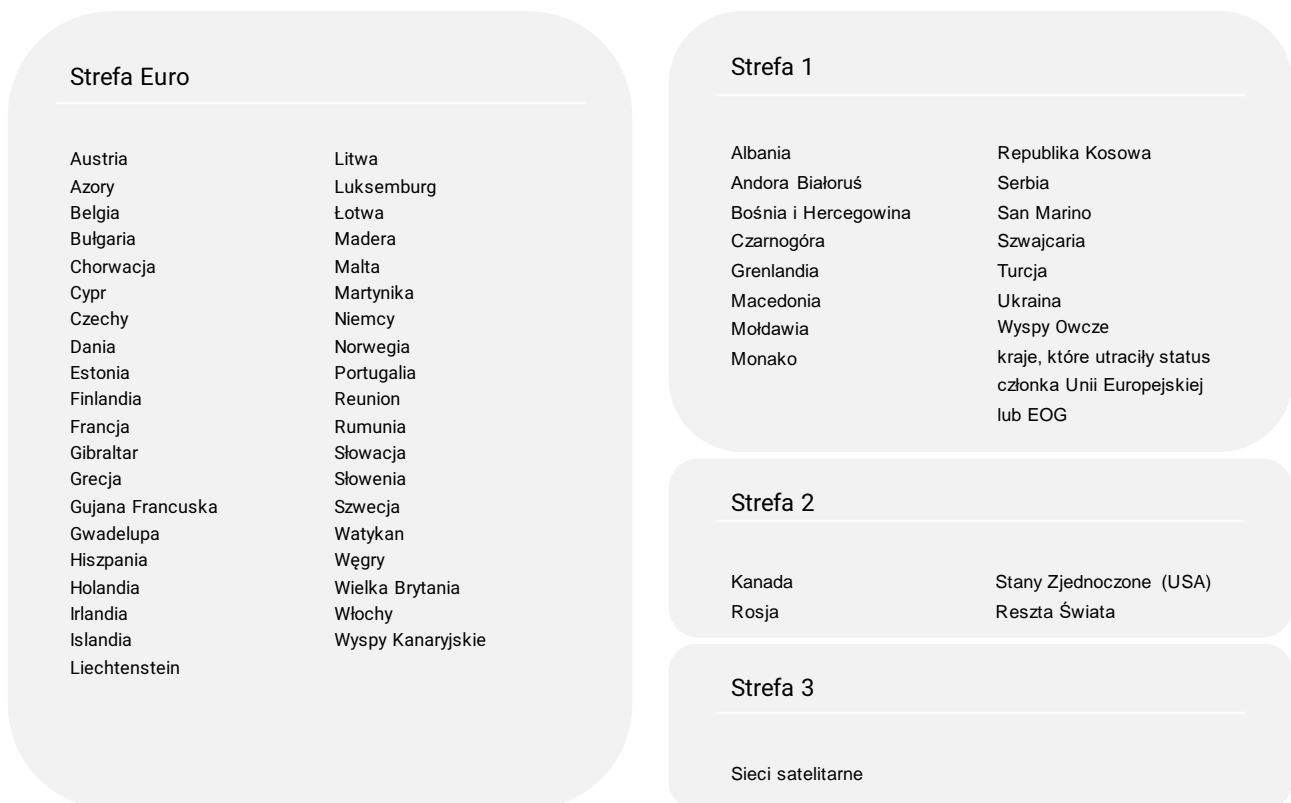 Strefa Euro
Austria
Azory
Belgia
Bułgaria
Chorwacja
Cypr
Czechy
Dania
Estonia
Finlandia
Francja
Gibraltar
Grecja
Gujana Francuska
Gwadelupa
Hiszpania
Holandia
Irlandia
Islandia
Liechtenstein
Litwa
Luksemburg
Łotwa
Madera
Malta
Martynika
Niemcy
Norwegia
Portugalia
Reunion
Rumunia
Słowacja
Słowenia
Szwecja
Watykan
Węgry
Wielka Brytania
Włochy
Wyspy Kanaryjskie
Strefa 1
Albania
Andora Białoruś
Bośnia i Hercegowina
Czarnogóra
Grenlandia
Macedonia
Mołdawia
Monako
Republika Kosowa
Serbia
San Marino
Szwajcaria
Turcja
Ukraina
Wyspy Owcze
kraje, które utraciły status
członka Unii Europejskiej
lub EOG
Strefa 2
Kanada
Rosja
Stany Zjednoczone (USA)
Reszta Świata
Strefa 3
Sieci satelitarne